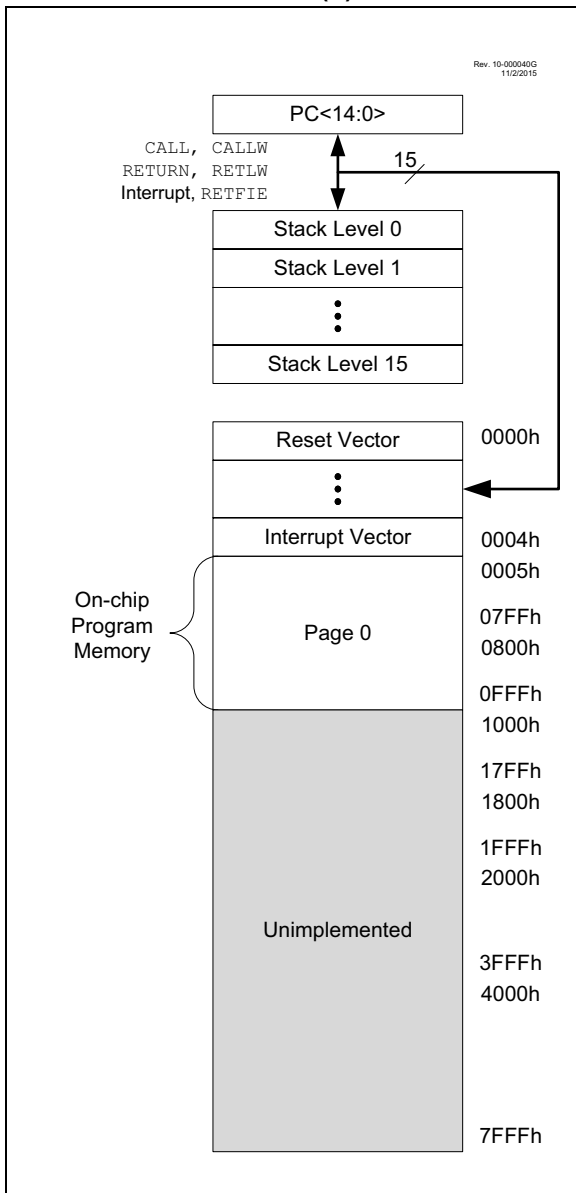 Rev. 10-000040G
11/2/2015
PC<14:0>
CALL, CALLW
RETURN, RETLW
Interrupt, RETFIE
15
Stack Level 0
Stack Level 1
Stack Level 15
Reset Vector
0000h
Interrupt Vector
0004h
0005h
On-chip
Program
Memory
Page 0
07FFh
0800h
0FFFh
1000h
17FFh
1800h
1FFFh
2000h
Unimplemented
3FFFh
4000h
7FFFh